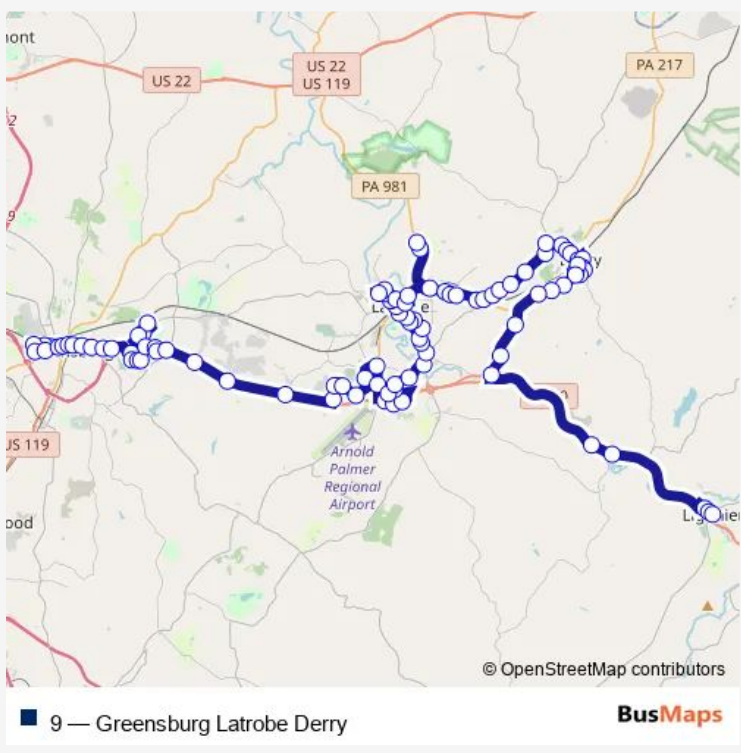 mont
US 22
US 22
US 119
PA 217
PA 981
US 119
Arnold
Palmer
Regional
Airport
© OpenStreetMap contributors
9 — Greensburg Latrobe Derry
BusMaps